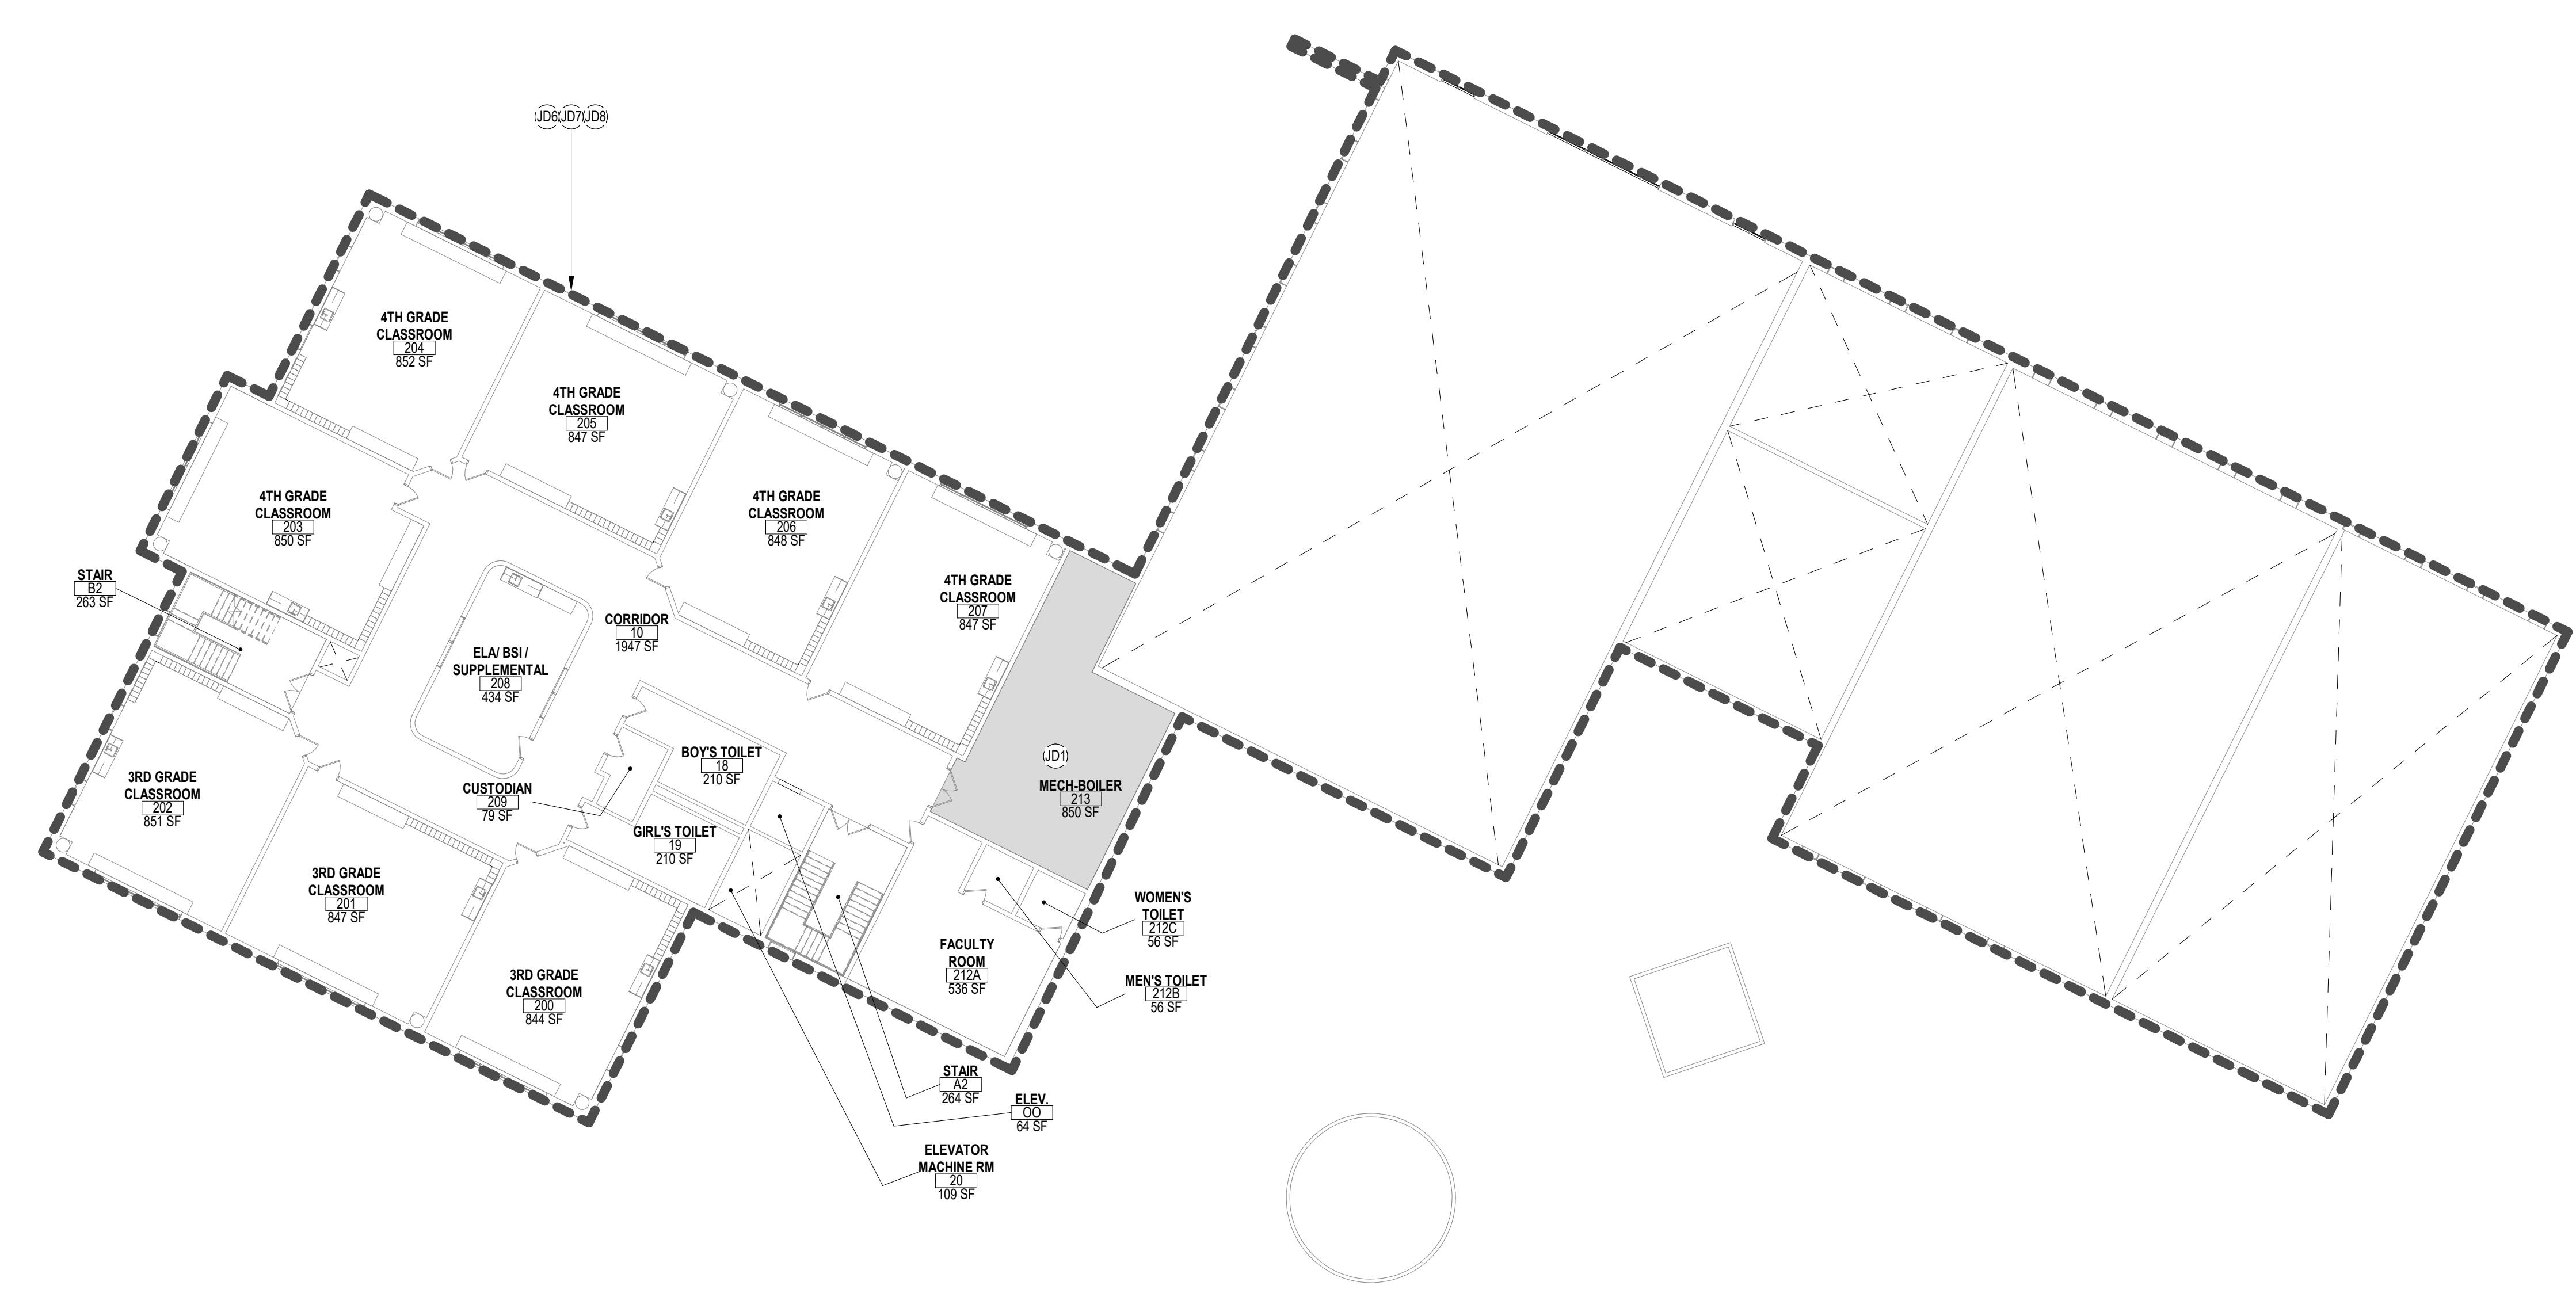 JD6 JD7 JD8
4TH GRADE
CLASSROOM
204
852 SF
4TH GRADE
CLASSROOM
205
847 SF
4TH GRADE
CLASSROOM
203
850 SF
4TH GRADE
CLASSROOM
206
848 SF
4TH GRADE
CLASSROOM
207
847 SF
STAIR
B2
263 SF
CORRIDOR
10
1947 SF
ELA/ BSI /
SUPPLEMENTAL
208
434 SF
BOY'S TOILET
18
210 SF
JD1
MECH-BOILER
213
850 SF
3RD GRADE
CLASSROOM
202
851 SF
CUSTODIAN
209
79 SF
GIRL'S TOILET
19
210 SF
3RD GRADE
CLASSROOM
201
847 SF
WOMEN'S
TOILET
212C
56 SF
FACULTY
ROOM
212A
536 SF
3RD GRADE
CLASSROOM
200
844 SF
MEN'S TOILET
212B
56 SF
STAIR
A2
264 SF
ELEV.
OO
64 SF
ELEVATOR
MACHINE RM
20
109 SF